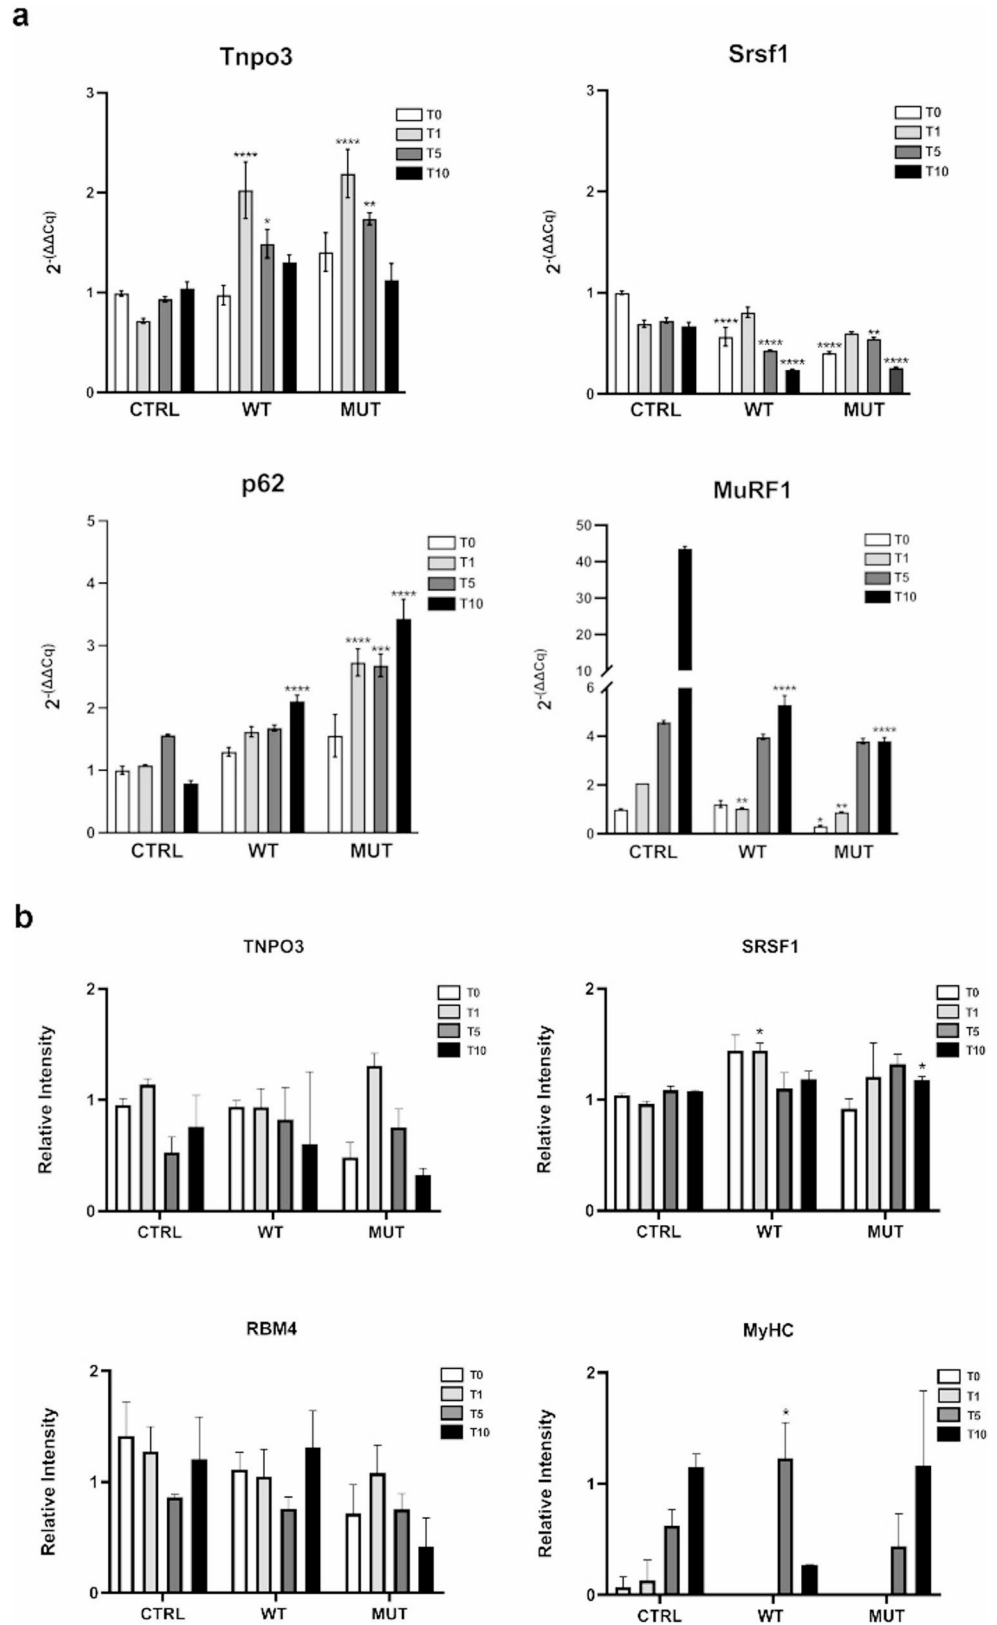 a
Tnpo3
3
2
1
0
2-(ΔΔCq)
T0
T1
T5
T10
****
*
****
**
CTRL WT MUT
Srsf1
3
2
1
0
2-(ΔΔCq)
T0
T1
T5
T10
****
****
****
****
**
****
CTRL WT MUT
p62
5
4
3
2
1
0
2-(ΔΔCq)
T0
T1
T5
T10
****
****
***
****
CTRL WT MUT
MuRF1
50
40
30
20
10
6
4
2
0
2-(ΔΔCq)
T0
T1
T5
T10
**
****
*
**
****
CTRL WT MUT
b
TNPO3
2
1
0
Relative Intensity
T0
T1
T5
T10
CTRL WT MUT
SRSF1
2
1
0
Relative Intensity
T0
T1
T5
T10
*
*
CTRL WT MUT
RBM4
2
1
0
Relative Intensity
T0
T1
T5
T10
CTRL WT MUT
MyHC
2
1
0
Relative Intensity
T0
T1
T5
T10
*
CTRL WT MUT